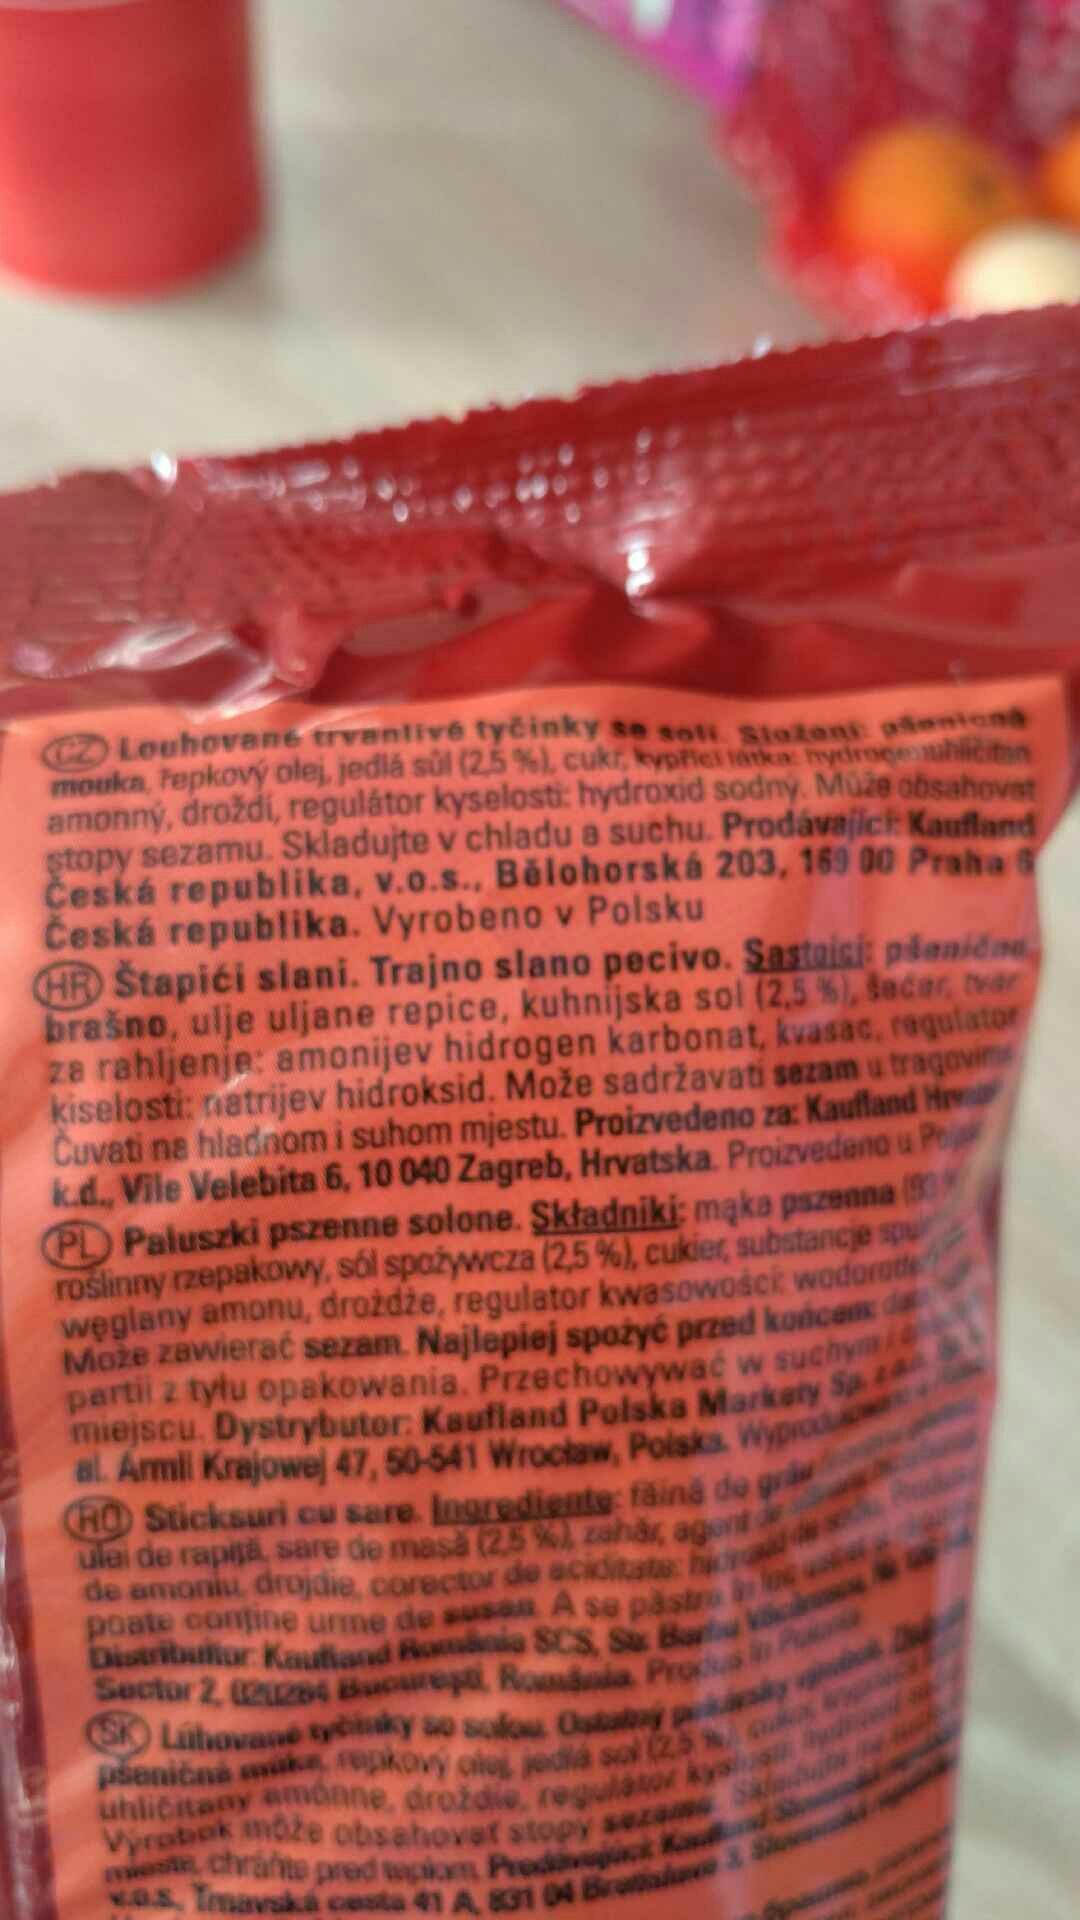 CZ Louhované trvanlivé tyčinky se solí. Složení: pšeničná
mouka, řepkový olej, jedlá sůl (2,5 %), cukr, kypřicí látka: hydrogenuhličitan
amonný, droždí, regulátor kyselosti: hydroxid sodný. Může obsahovat
stopy sezamu. Skladujte v chladu a suchu. Prodávající: Kaufland
Česká republika, v.o.s., Bělohorská 203, 169 00 Praha 6
Česká republika. Vyrobeno v Polsku
HR Štapići slani. Trajno slano pecivo. Sastojci: pšenično
brašno, ulje uljane repice, kuhinjska sol (2,5 %), šećer, tvar
za rahljenje: amonijev hidrogen karbonat, kvasac, regulator
kiselosti: natrijev hidroksid. Može sadržavati sezam u tragovima
Čuvati na hladnom i suhom mjestu. Proizvedeno za: Kaufland
k.d., Vile Velebita 6, 10 040 Zagreb, Hrvatska. Proizvedeno u
PL Paluszki pszenne solone. Składniki: mąka pszenna (93
roślinny rzepakowy, sól spożywcza (2,5 %), cukier, substancje
węglany amonu, drożdże, regulator kwasowości:
Może zawierać sezam. Najlepiej spożyć przed końcem:
partii z tyłu opakowania. Przechowywać w suchym i
miejscu. Dystrybutor: Kaufland Polska Markety Sp. z
al. Armii Krajowej 47, 50-541 Wrocław, Polska.
RO Sticksuri cu sare. Ingrediente: făină de
ulei de rapiță, sare de masă (2,5 %), zahăr, agent
de amoniu, drojdie, corector de aciditate:
poate conține urme de susan. A se păstra
Distribuitor: Kaufland România SCS, Str.
Sector 2, 020284 București, România.
SK Lúhované tyčinky so soľou.
pšeničná múka, repkový olej, jedlá soľ (2,5
uhličitany amónne, droždie, regulátor
Výrobok môže obsahovať stopy
chráňte pred teplom.
v.o.s., Trnavská cesta 41 A, 831 04 Bratislava 3,